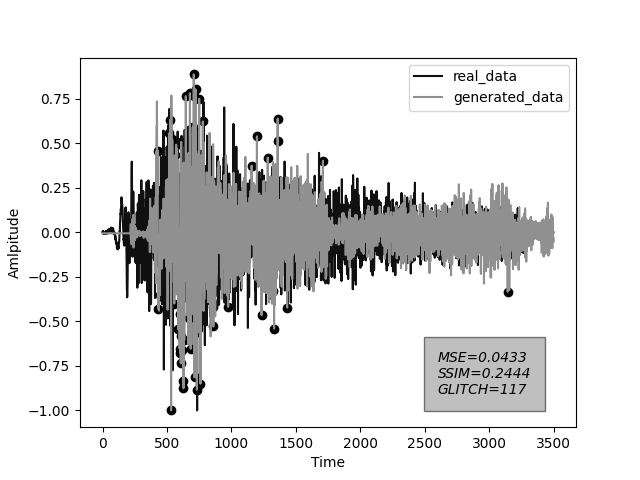 real_data
generated_data
Amlpitude
0.75
0.50
0.25
0.00
−0.25
−0.50
−0.75
−1.00
MSE=0.0433
SSIM=0.2444
GLITCH=117
0 500 1000 1500 2000 2500 3000 3500
Time